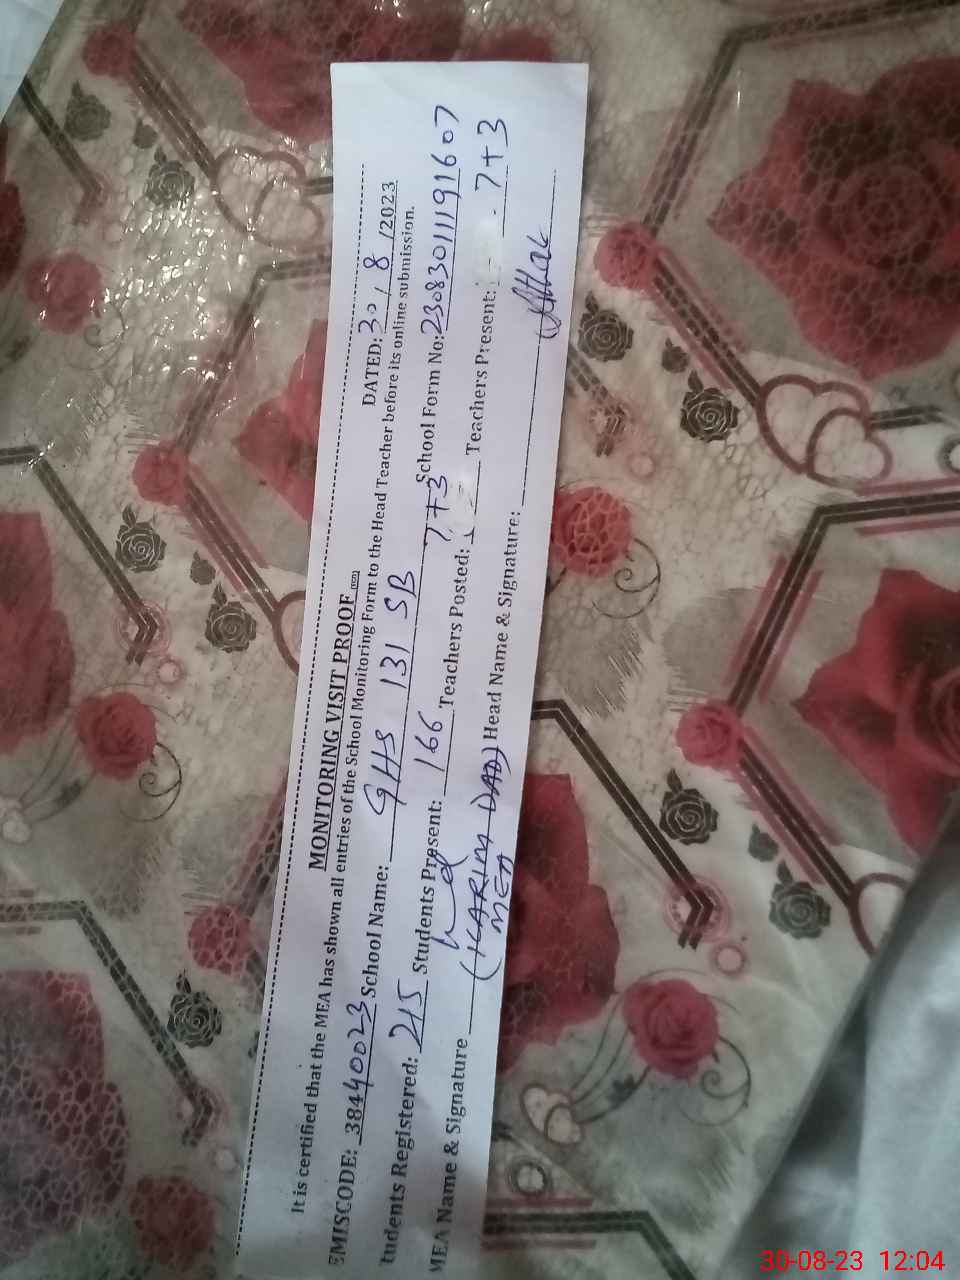 MONITORING VISIT PROOF
DATED: 30/8/2023
It is certified that the MEA has shown all entries of the School Monitoring Form to the Head Teacher before its online submission.
EMISCODE: 38440023 School Name: GHS 131 SB School Form No: 23083011191607
tudents Registered: 215 Students Present: 166 Teachers Posted: 7+3 Teachers Present: 7+3
MEA Name & Signature (KARIM DAD) Head Name & Signature:
MEA
30-08-23 12:04